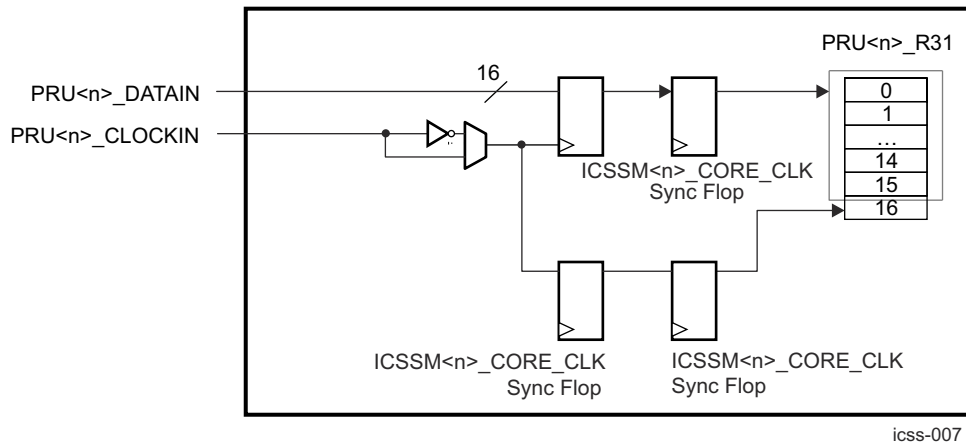 PRU<n>_R31
16
PRU<n>_DATAIN
0
PRU<n>_CLOCKIN
1
...
ICSSM<n>_CORE_CLK
Sync Flop
14
15
16
ICSSM<n>_CORE_CLK
Sync Flop
ICSSM<n>_CORE_CLK
Sync Flop
icss-007